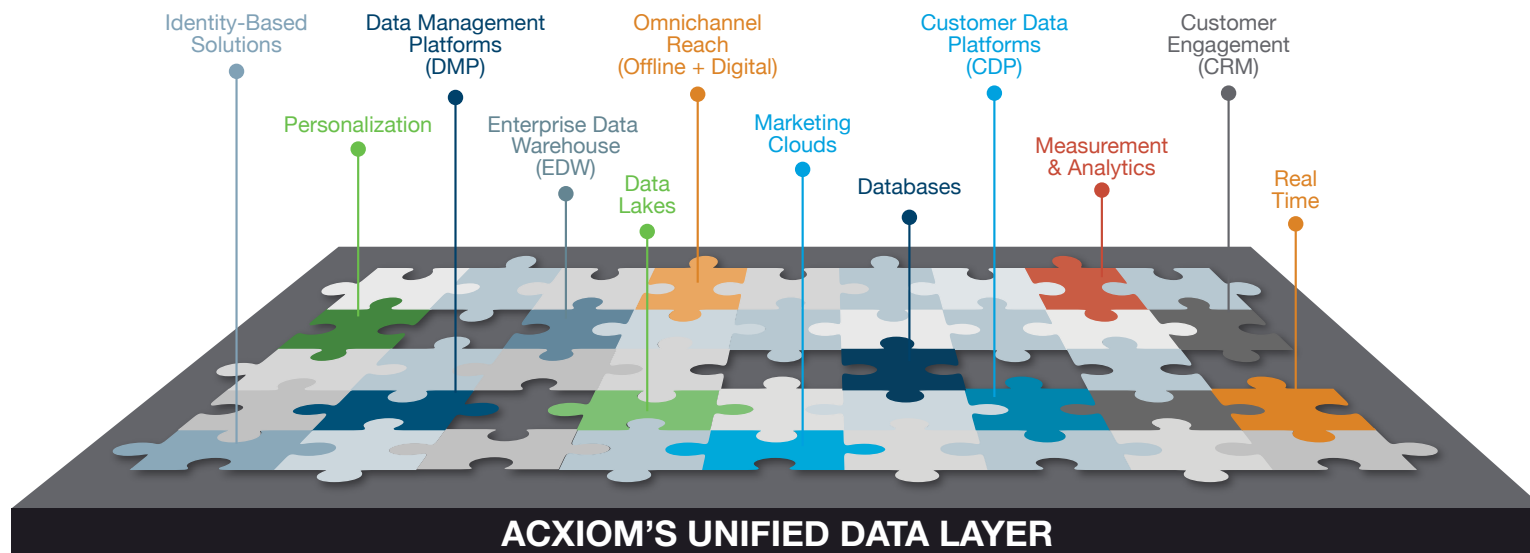 Identity-Based
Solutions
Data Management
Platforms
(DMP)
Omnichannel
Reach
(Offline + Digital)
Customer Data
Platforms
(CDP)
Customer
Engagement
(CRM)
Personalization
Enterprise Data
Warehouse
(EDW)
Marketing
Clouds
Measurement
& Analytics
Data
Lakes
Databases
Real
Time
ACXIOM'S UNIFIED DATA LAYER